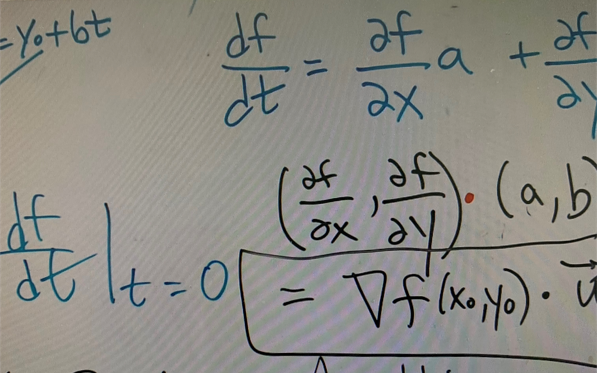 = y₀ + bt
df/dt = ∂f/∂x a + ∂f/∂y
(∂f/∂x, ∂f/∂y) · (a, b)
df/dt |t = 0
= ∇f(x₀, y₀) · u⃗